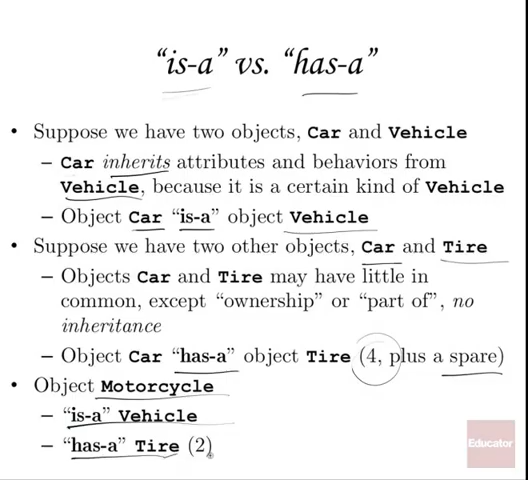 “is-a” vs. “has-a”
• Suppose we have two objects, Car and Vehicle
– Car inherits attributes and behaviors from
Vehicle, because it is a certain kind of Vehicle
– Object Car “is-a” object Vehicle
• Suppose we have two other objects, Car and Tire
– Objects Car and Tire may have little in
common, except “ownership” or “part of”, no
inheritance
– Object Car “has-a” object Tire (4, plus a spare)
• Object Motorcycle
– “is-a” Vehicle
– “has-a” Tire (2)
Educator